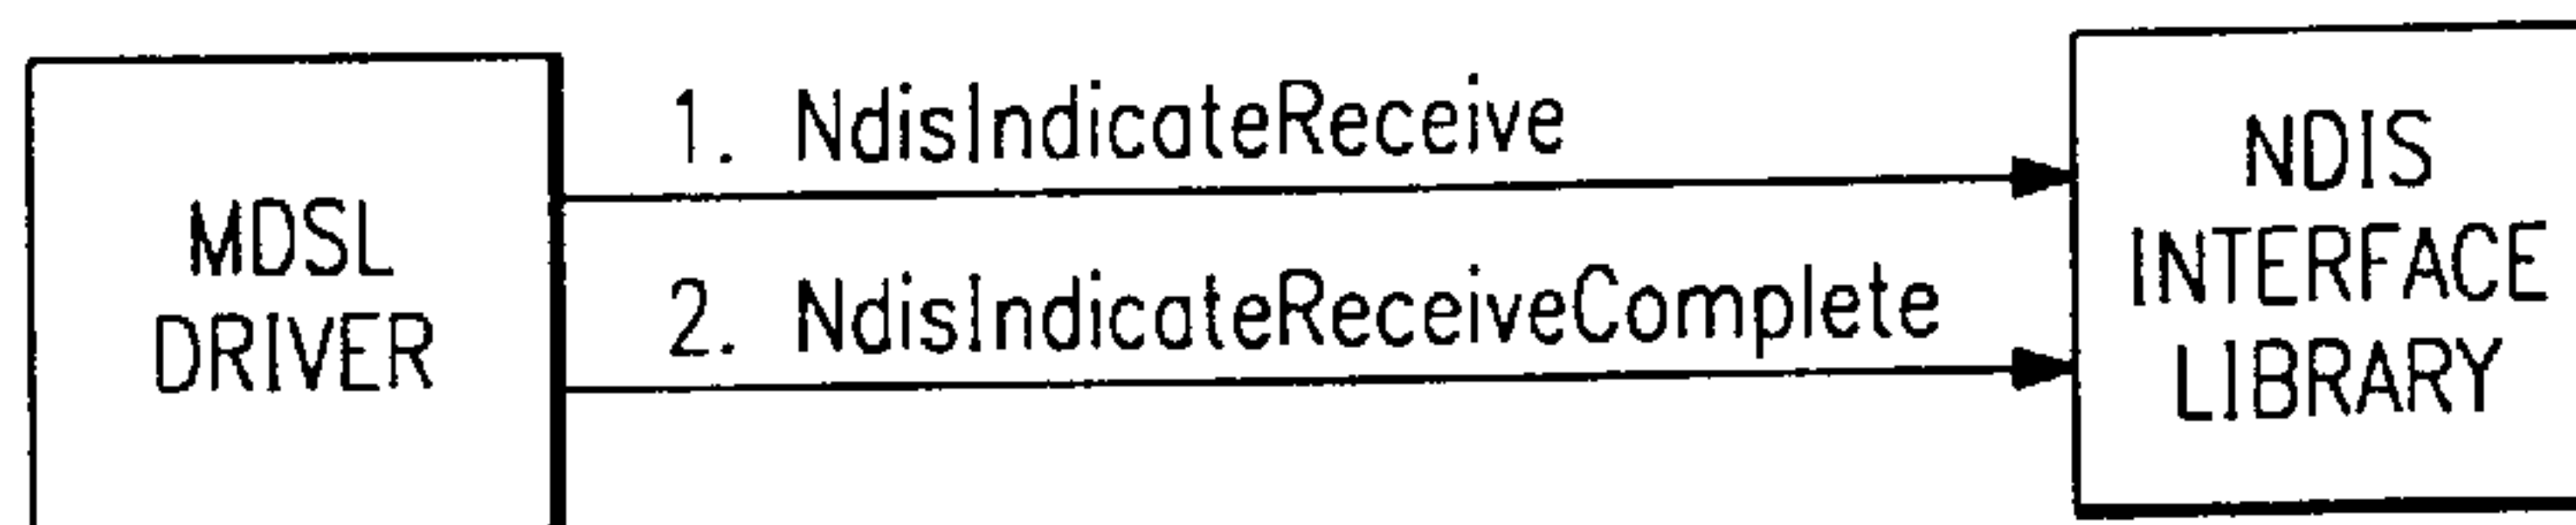 MDSL
DRIVER
1. NdisIndicateReceive
2. NdisIndicateReceiveComplete
NDIS
INTERFACE
LIBRARY